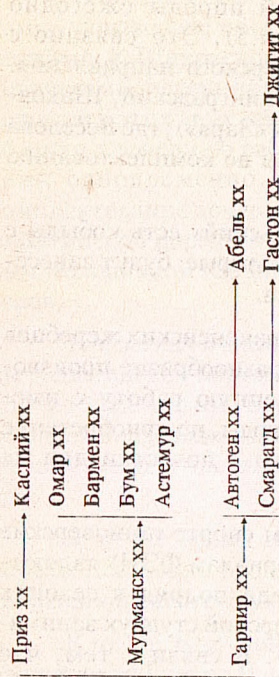 Приз хх → Каспий хх
Омар хх
Бармен хх
Мурманск хх → Бум хх
Астемур хх
Гарнир хх → Автоген хх → Абель хх
Смарагд хх → Гастон хх → Джигит хх